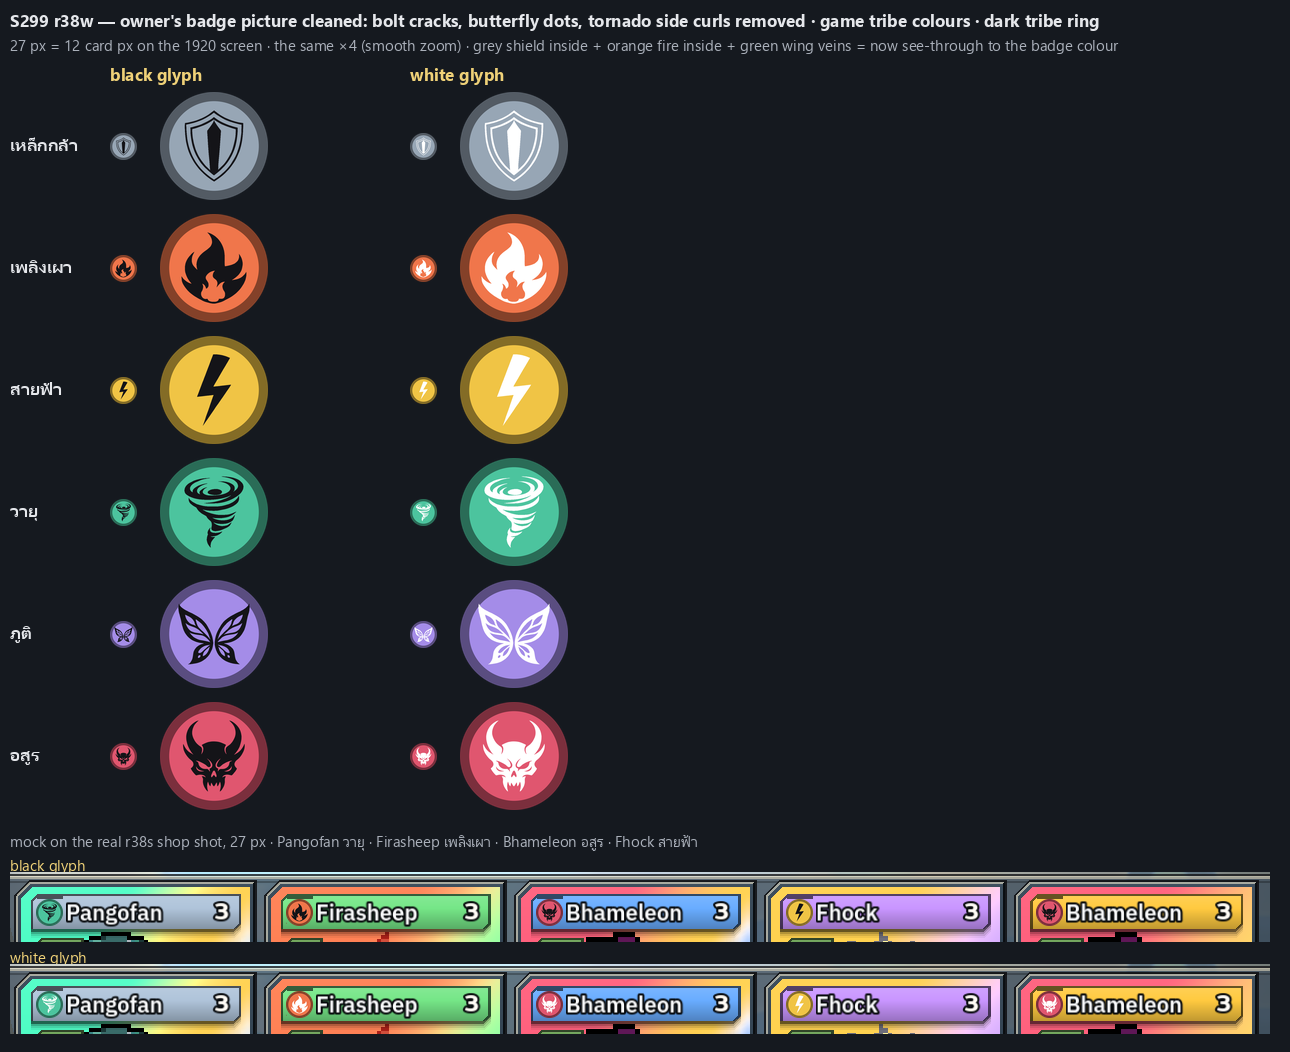 S299 r38w — owner's badge picture cleaned: bolt cracks, butterfly dots, tornado side curls removed · game tribe colours · dark tribe ring
27 px = 12 card px on the 1920 screen · the same ×4 (smooth zoom) · grey shield inside + orange fire inside + green wing veins = now see-through to the badge colour
black glyph white glyph
เหล็กกล้า
เพลิงเผา
สายฟ้า
วายุ
ภูติ
อสูร
mock on the real r38s shop shot, 27 px · Pangofan วายุ · Firasheep เพลิงเผา · Bhameleon อสูร · Fhock สายฟ้า
black glyph
Pangofan 3 Firasheep 3 Bhameleon 3 Fhock 3 Bhameleon 3
white glyph
Pangofan 3 Firasheep 3 Bhameleon 3 Fhock 3 Bhameleon 3